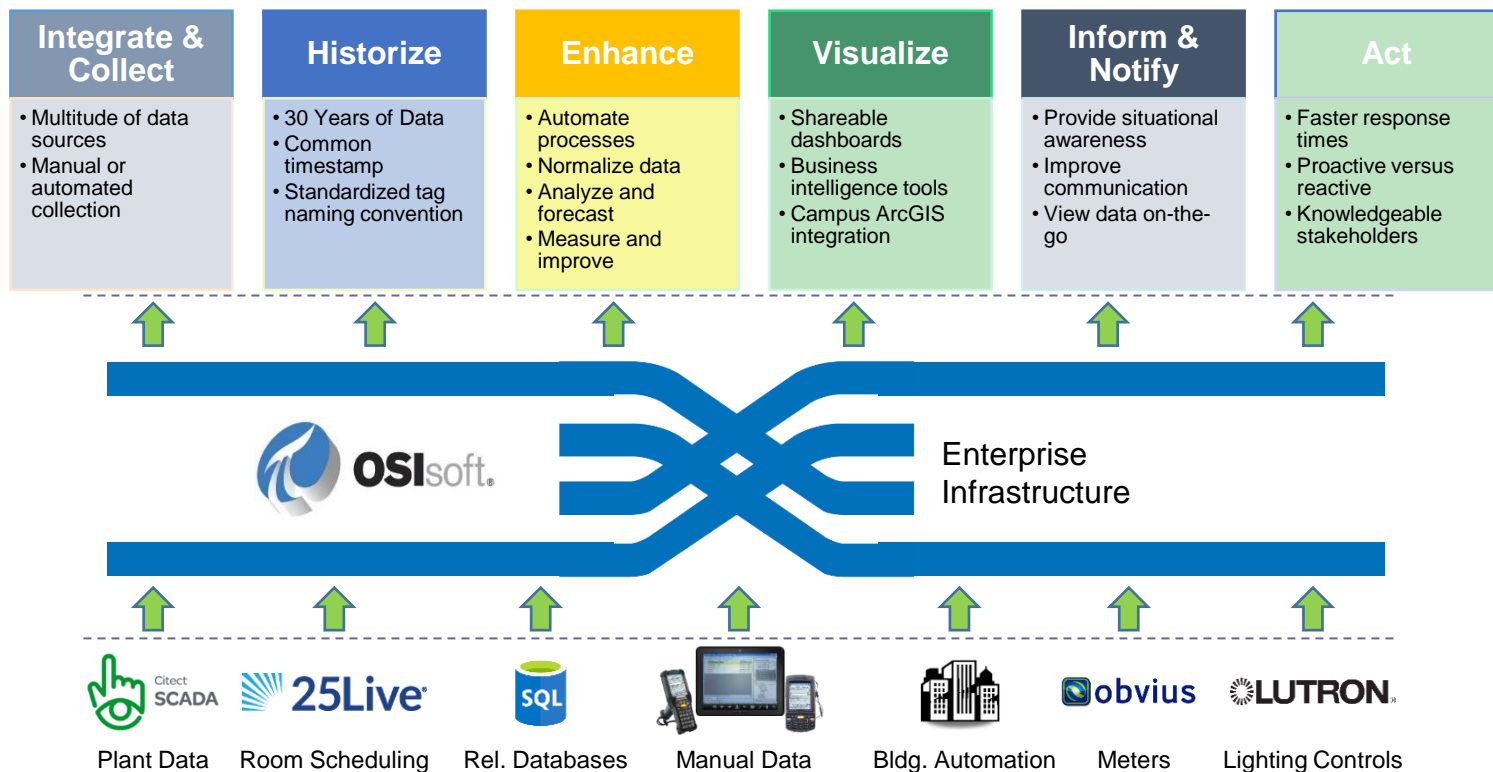 Integrate &
Collect
• Multitude of data
sources
• Manual or
automated
collection
Historize
• 30 Years of Data
• Common
timestamp
• Standardized tag
naming convention
Enhance
• Automate
processes
• Normalize data
• Analyze and
forecast
• Measure and
improve
Visualize
• Shareable
dashboards
• Business
intelligence tools
• Campus ArcGIS
integration
Inform &
Notify
• Provide situational
awareness
• Improve
communication
• View data on-the-
go
Act
• Faster response
times
• Proactive versus
reactive
• Knowledgeable
stakeholders
OSIsoft®
Enterprise
Infrastructure
Citect
SCADA
25Live®
SQL
obvius
LUTRON
Plant Data
Room Scheduling
Rel. Databases
Manual Data
Bldg. Automation
Meters
Lighting Controls